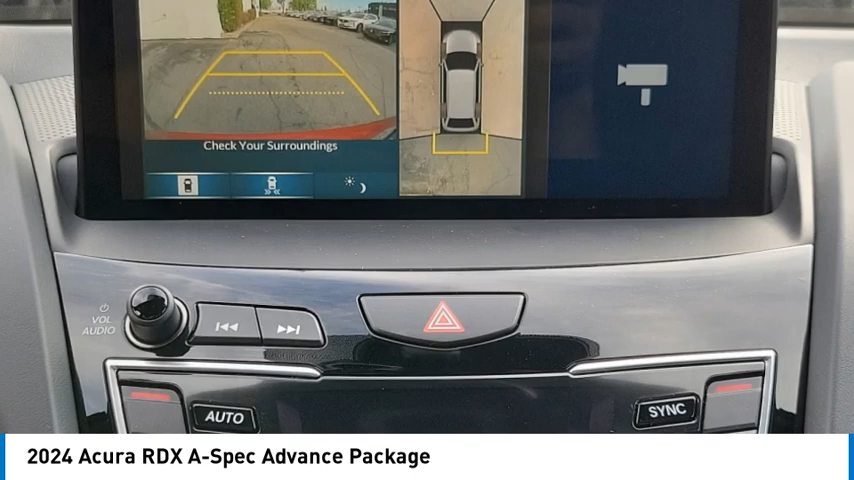 Check Your Surroundings
VOL
AUDIO
AUTO
SYNC
2024 Acura RDX A-Spec Advance Package